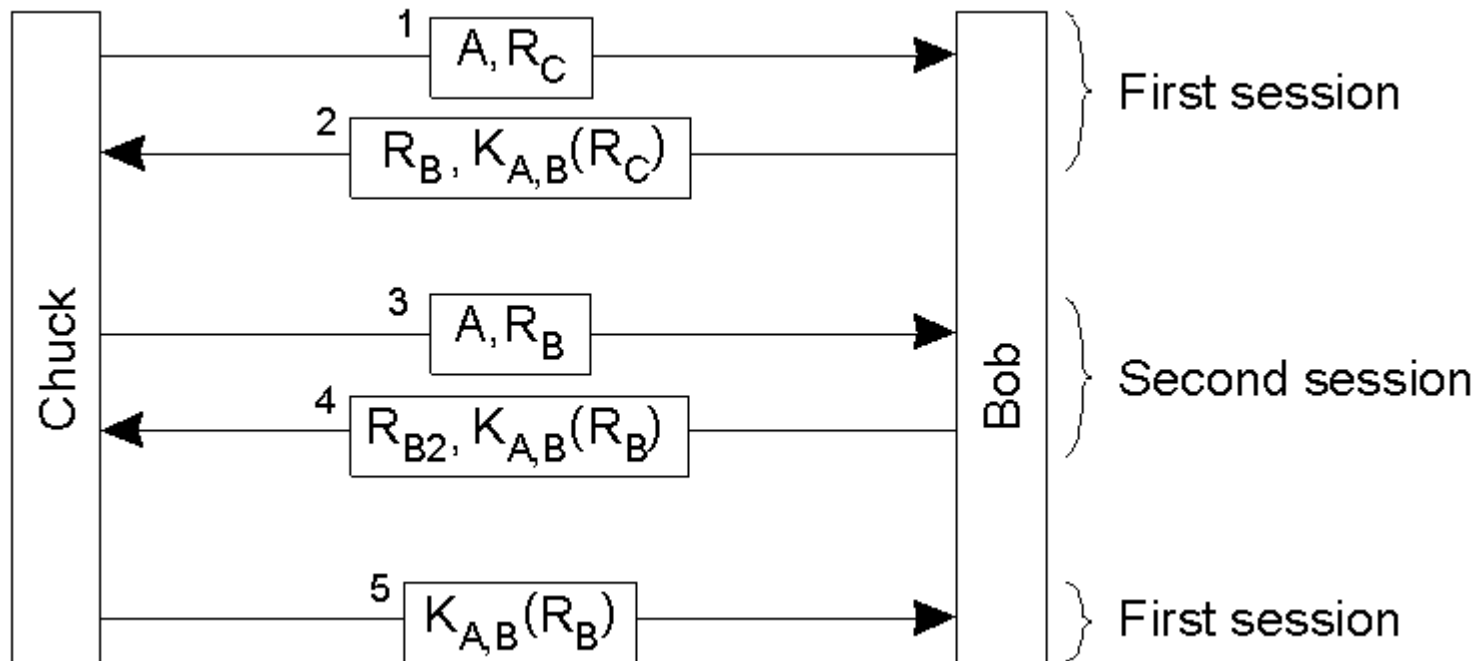 1
A, R_C
First session
2
R_B, K_A,B(R_C)
Chuck
Bob
3
A, R_B
Second session
4
R_B2, K_A,B(R_B)
5
K_A,B(R_B)
First session